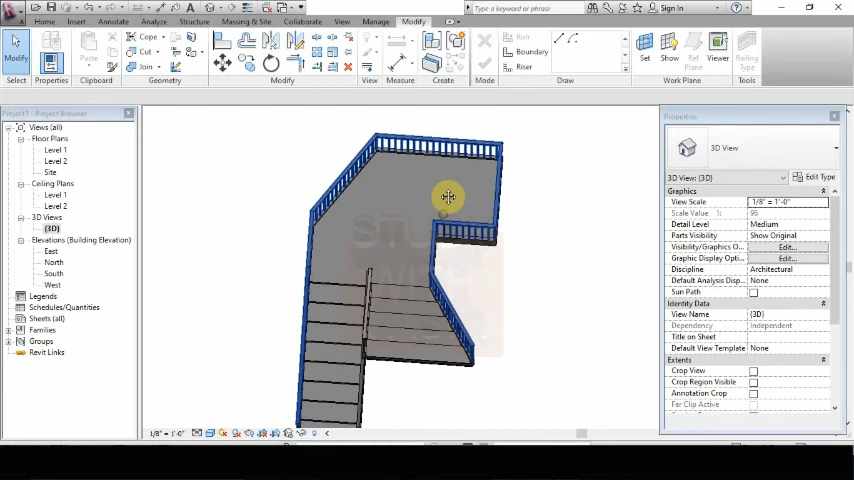 Type a keyword or phrase
Sign In
Home Insert Annotate Analyze Structure Massing & Site Collaborate View Manage Modify
Modify
Paste
Cope
Cut
Join
Run
Boundary
Riser
Set
Show
Ref Plane
Viewer
Railing Type
Select
Properties
Clipboard
Geometry
Modify
View
Measure
Create
Mode
Draw
Work Plane
Tools
Project1 - Project Browser
Views (all)
Floor Plans
Level 1
Level 2
Site
Ceiling Plans
Level 1
Level 2
3D Views
{3D}
Elevations (Building Elevation)
East
North
South
West
Legends
Schedules/Quantities
Sheets (all)
Families
Groups
Revit Links
STUDY
WITH
Properties
3D View
3D View: {3D}
Edit Type
Graphics
View Scale 1/8" = 1'-0"
Scale Value 1: 96
Detail Level Medium
Parts Visibility Show Original
Visibility/Graphics O... Edit...
Graphic Display Opti... Edit...
Discipline Architectural
Default Analysis Disp... None
Sun Path
Identity Data
View Name {3D}
Dependency Independent
Title on Sheet
Default View Template None
Extents
Crop View
Crop Region Visible
Annotation Crop
Far Clip Active
1/8" = 1'-0"